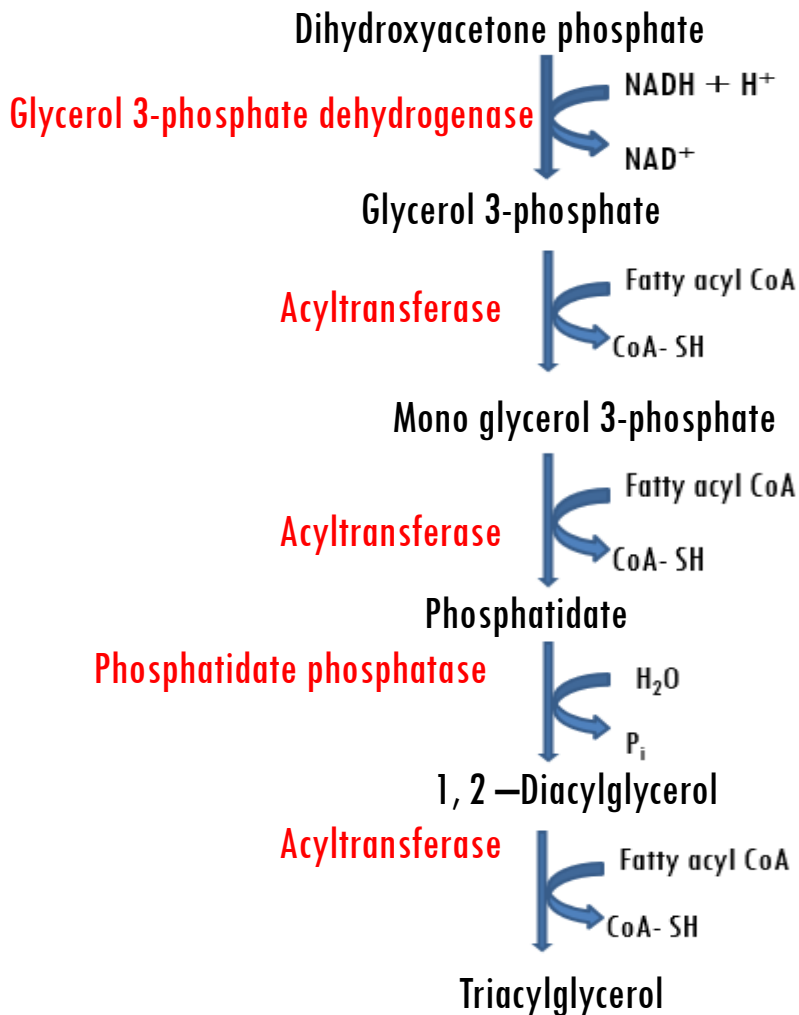 Dihydroxyacetone phosphate
NADH + H⁺
Glycerol 3-phosphate dehydrogenase
NAD⁺
Glycerol 3-phosphate
Fatty acyl CoA
Acyltransferase
CoA- SH
Mono glycerol 3-phosphate
Fatty acyl CoA
Acyltransferase
CoA- SH
Phosphatidate
Phosphatidate phosphatase
H₂O
Pᵢ
1, 2 –Diacylglycerol
Acyltransferase
Fatty acyl CoA
CoA- SH
Triacylglycerol